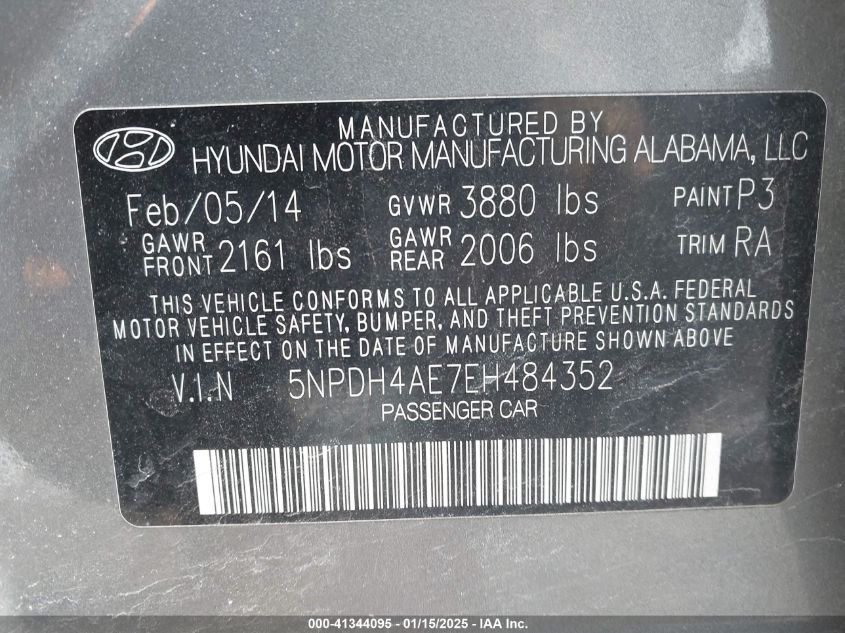 MANUFACTURED BY
HYUNDAI MOTOR MANUFACTURING ALABAMA, LLC
Feb/05/14 GVWR 3880 lbs PAINT P3
GAWR FRONT 2161 lbs GAWR REAR 2006 lbs TRIM RA
THIS VEHICLE CONFORMS TO ALL APPLICABLE U.S.A. FEDERAL
MOTOR VEHICLE SAFETY, BUMPER, AND THEFT PREVENTION STANDARDS
IN EFFECT ON THE DATE OF MANUFACTURE SHOWN ABOVE
V.I.N 5NPDH4AE7EH484352
PASSENGER CAR
000-41344095 - 01/15/2025 - IAA Inc.